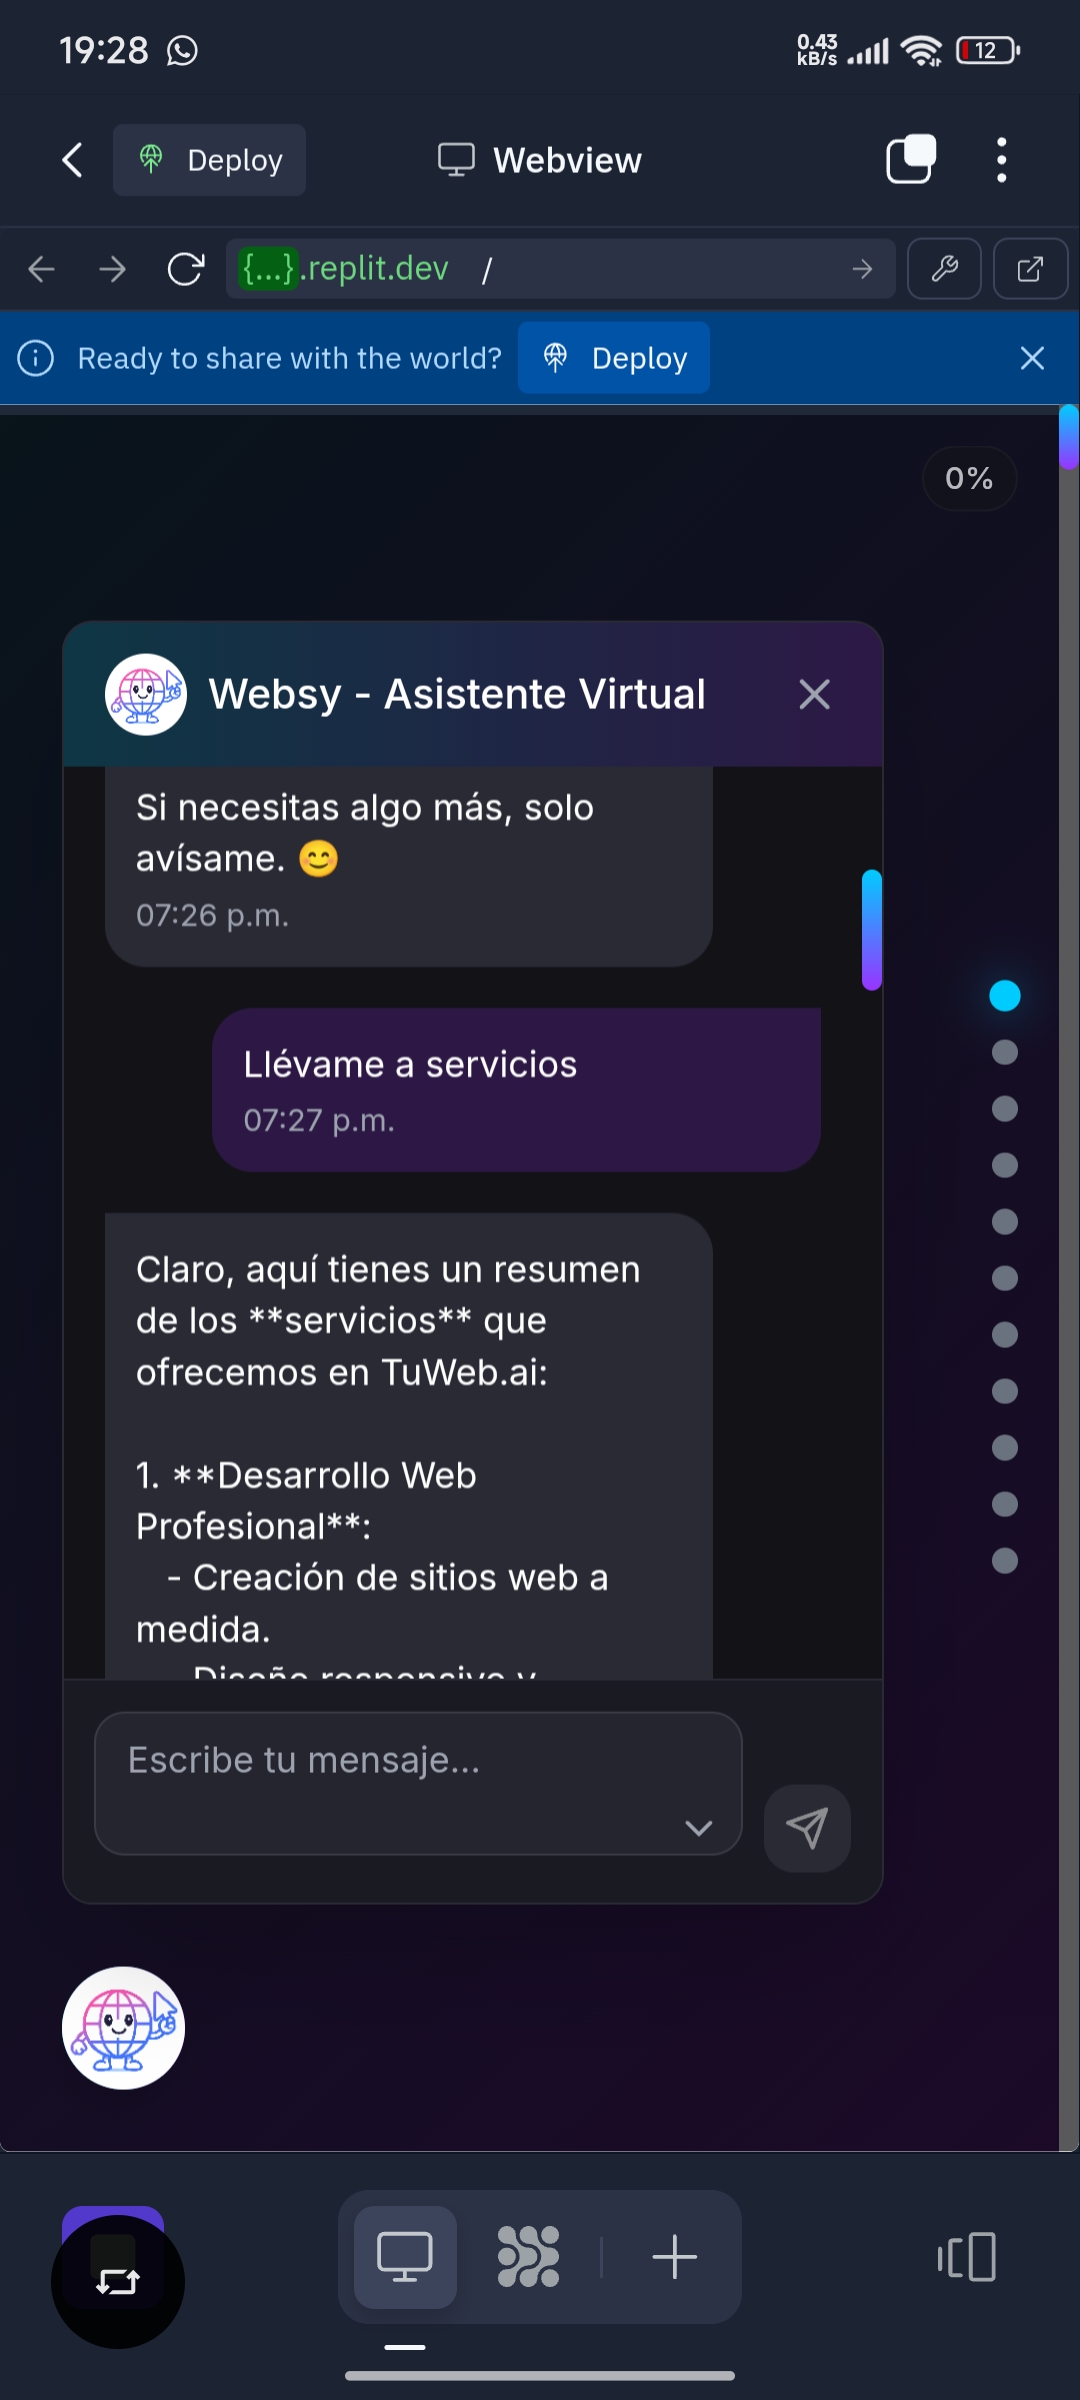 19:28
0.43
kB/s
12
Deploy
Webview
{...}.replit.dev /
Ready to share with the world?
Deploy
0%
Websy - Asistente Virtual
Si necesitas algo más, solo
avísame. 😊
07:26 p.m.
Llévame a servicios
07:27 p.m.
Claro, aquí tienes un resumen
de los **servicios** que
ofrecemos en TuWeb.ai:
1. **Desarrollo Web
Profesional**:
- Creación de sitios web a
medida.
Diseño responsivo y
Escribe tu mensaje...